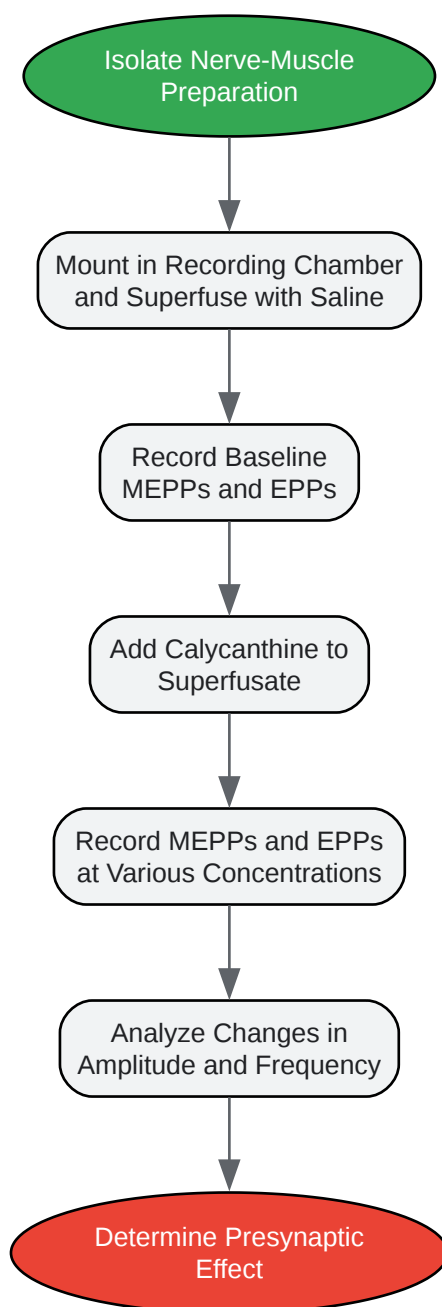 Isolate Nerve-Muscle
Preparation
Mount in Recording Chamber
and Superfuse with Saline
Record Baseline
MEPPs and EPPs
Add Calycanthine to
Superfusate
Record MEPPs and EPPs
at Various Concentrations
Analyze Changes in
Amplitude and Frequency
Determine Presynaptic
Effect